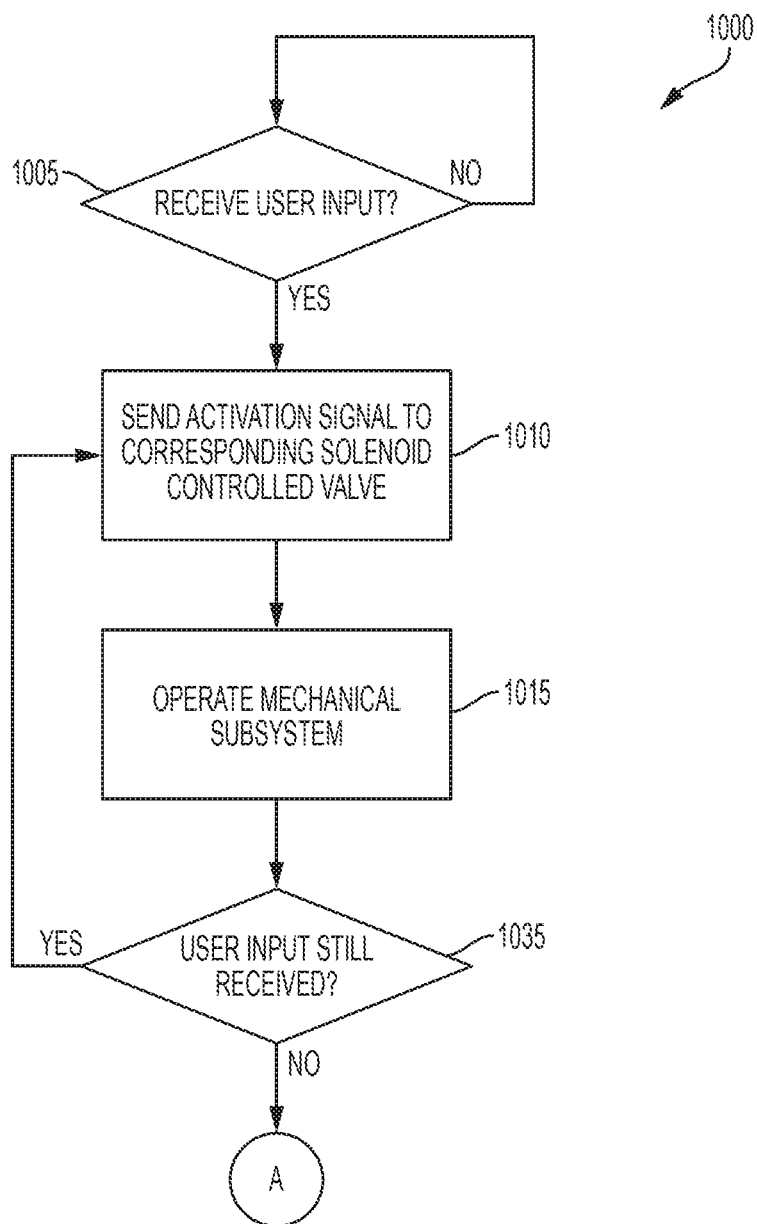 1000
1005
RECEIVE USER INPUT?
NO
YES
SEND ACTIVATION SIGNAL TO
CORRESPONDING SOLENOID
CONTROLLED VALVE
1010
OPERATE MECHANICAL
SUBSYSTEM
1015
YES
USER INPUT STILL
RECEIVED?
1035
NO
A